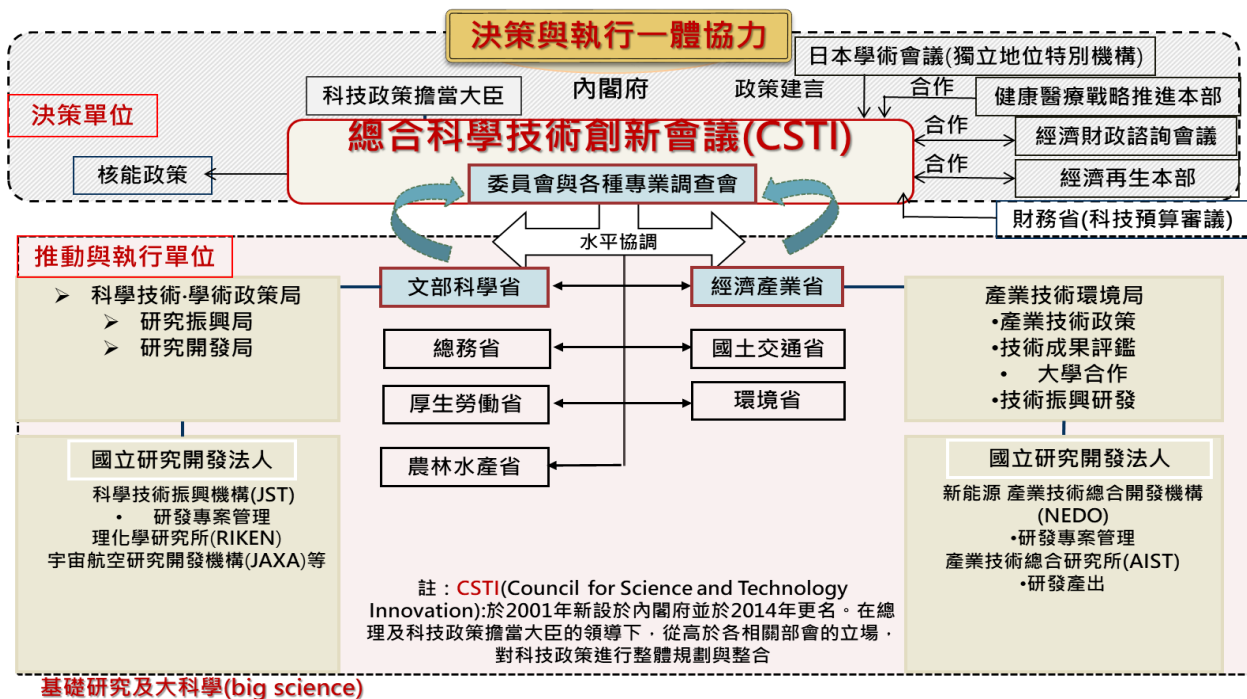 決策與執行一體協力
日本學術會議(獨立地位特別機構)
科技政策擔當大臣
內閣府
政策建言
合作
健康醫療戰略推進本部
決策單位
總合科學技術創新會議(CSTI)
合作
經濟財政諮詢會議
核能政策
委員會與各種專業調查會
合作
經濟再生本部
財務省(科技預算審議)
水平協調
推動與執行單位
➢ 科學技術·學術政策局
➢ 研究振興局
➢ 研究開發局
文部科學省
經濟產業省
總務省
國土交通省
厚生勞働省
環境省
農林水產省
產業技術環境局
•產業技術政策
•技術成果評鑑
• 大學合作
•技術振興研發
國立研究開發法人
科學技術振興機構(JST)
• 研發專案管理
理化學研究所(RIKEN)
宇宙航空研究開發機構(JAXA)等
國立研究開發法人
新能源 產業技術總合開發機構
(NEDO)
•研發專案管理
產業技術總合研究所(AIST)
•研發產出
註：CSTI(Council for Science and Technology
Innovation):於2001年新設於內閣府並於2014年更名。在總
理及科技政策擔當大臣的領導下，從高於各相關部會的立場，
對科技政策進行整體規劃與整合
基礎研究及大科學(big science)